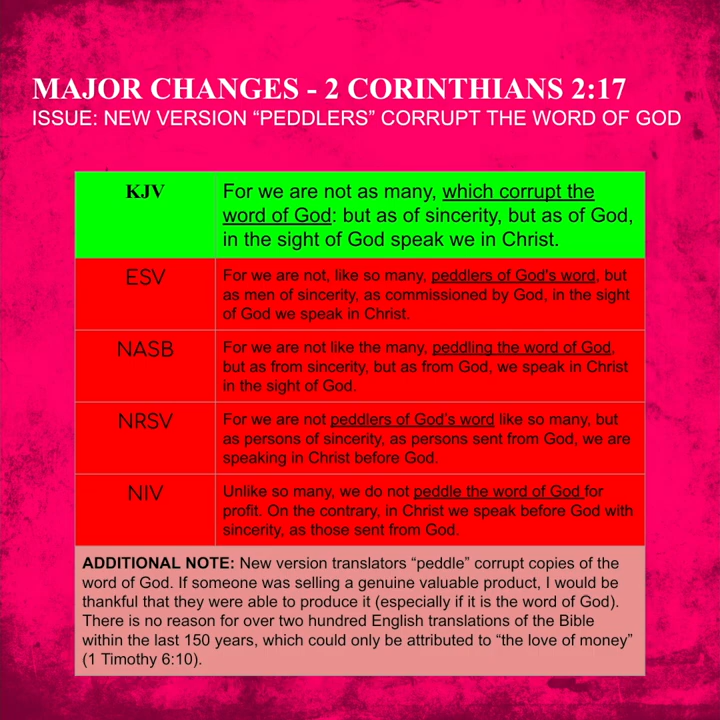 MAJOR CHANGES - 2 CORINTHIANS 2:17
ISSUE: NEW VERSION “PEDDLERS” CORRUPT THE WORD OF GOD
KJV
For we are not as many, which corrupt the
word of God: but as of sincerity, but as of God,
in the sight of God speak we in Christ.
ESV
For we are not, like so many, peddlers of God's word, but
as men of sincerity, as commissioned by God, in the sight
of God we speak in Christ.
NASB
For we are not like the many, peddling the word of God,
but as from sincerity, but as from God, we speak in Christ
in the sight of God.
NRSV
For we are not peddlers of God’s word like so many, but
as persons of sincerity, as persons sent from God, we are
speaking in Christ before God.
NIV
Unlike so many, we do not peddle the word of God for
profit. On the contrary, in Christ we speak before God with
sincerity, as those sent from God.
ADDITIONAL NOTE: New version translators “peddle” corrupt copies of the
word of God. If someone was selling a genuine valuable product, I would be
thankful that they were able to produce it (especially if it is the word of God).
There is no reason for over two hundred English translations of the Bible
within the last 150 years, which could only be attributed to “the love of money”
(1 Timothy 6:10).